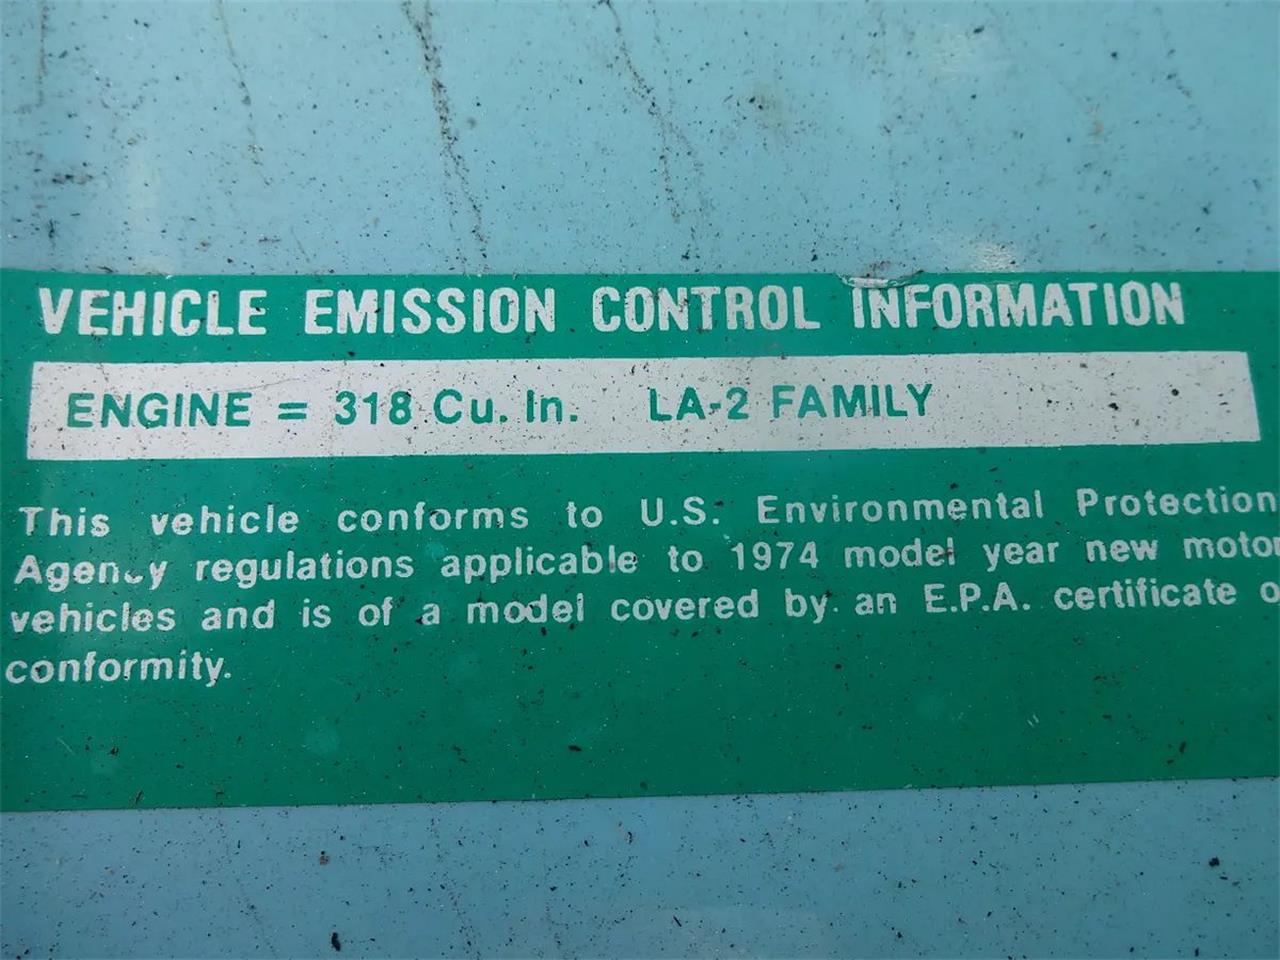 VEHICLE EMISSION CONTROL INFORMATION
ENGINE = 318 Cu. In. LA-2 FAMILY
This vehicle conforms to U.S. Environmental Protection
Agency regulations applicable to 1974 model year new motor
vehicles and is of a model covered by an E.P.A. certificate o
conformity.